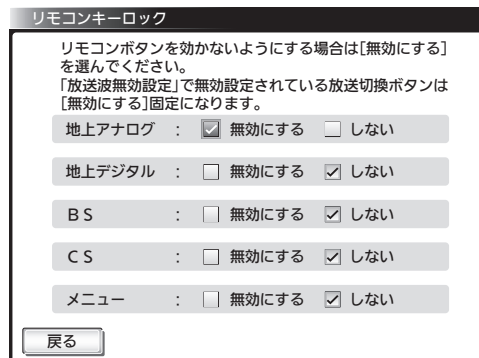 リモコンキーロック
リモコンボタンを効かないようにする場合は[無効にする]
を選んでください。
「放送波無効設定」で無効設定されている放送切換ボタンは
[無効にする]固定になります。
地上アナログ : 無効にする しない
地上デジタル : 無効にする しない
BS : 無効にする しない
CS : 無効にする しない
メニュー : 無効にする しない
戻る